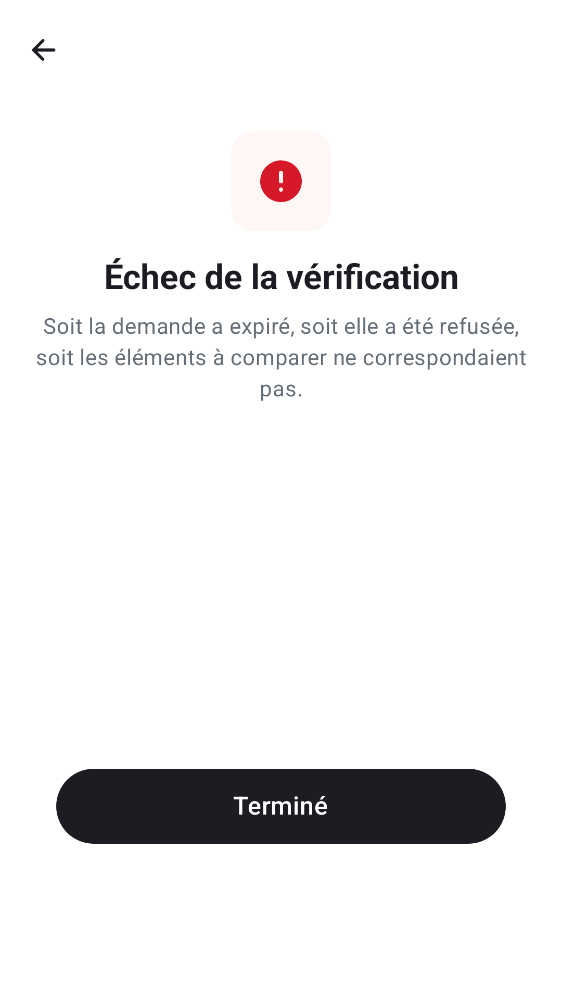 Échec de la vérification
Soit la demande a expiré, soit elle a été refusée,
soit les éléments à comparer ne correspondaient
pas.
Terminé